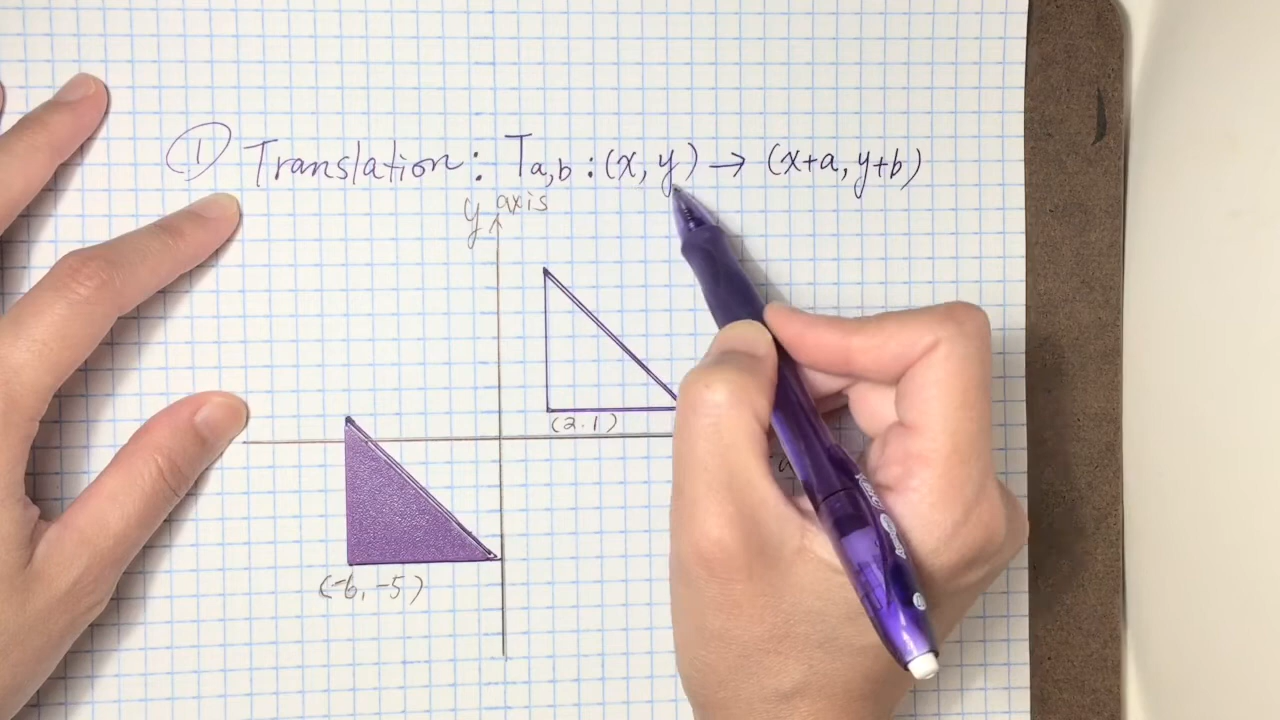 ① Translation: Ta,b : (x, y) → (x+a, y+b)
y axis
(2.1)
(-6, -5)